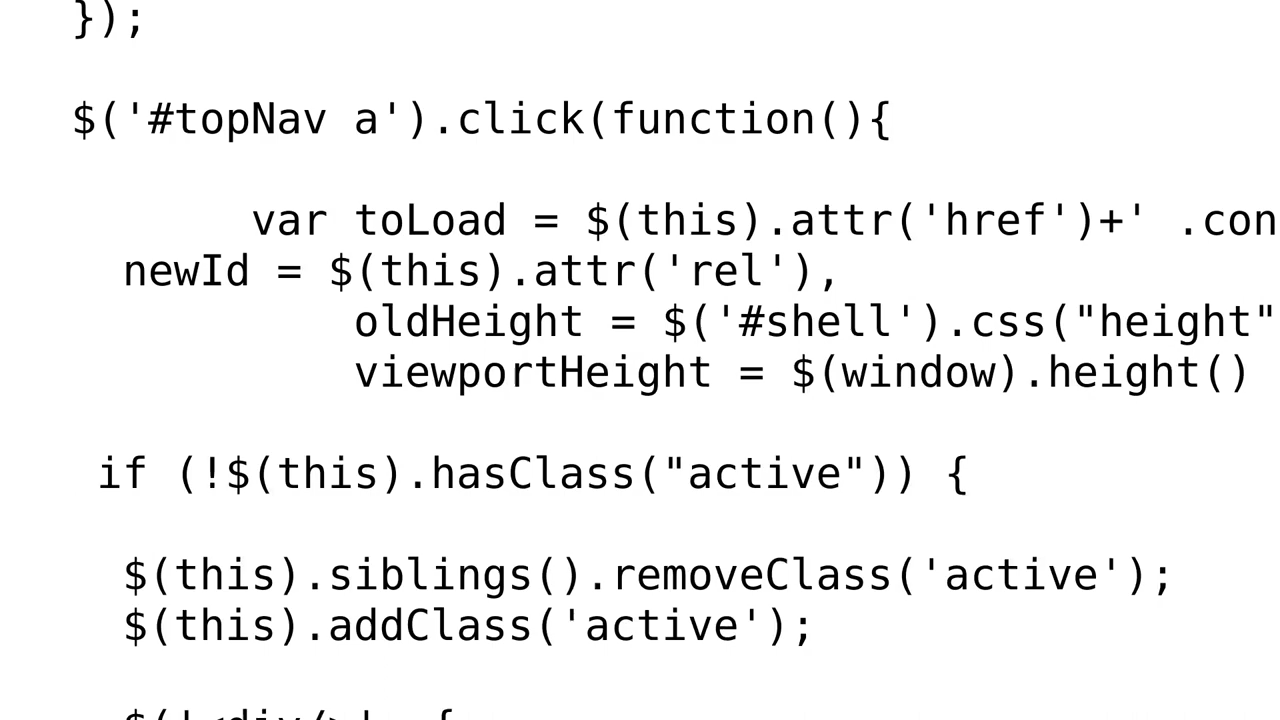 });
$('#topNav a').click(function(){
var toLoad = $(this).attr('href')+' .con
newId = $(this).attr('rel'),
oldHeight = $('#shell').css("height"
viewportHeight = $(window).height()
if (!$(this).hasClass("active")) {
$(this).siblings().removeClass('active');
$(this).addClass('active');
$('<div/>', {